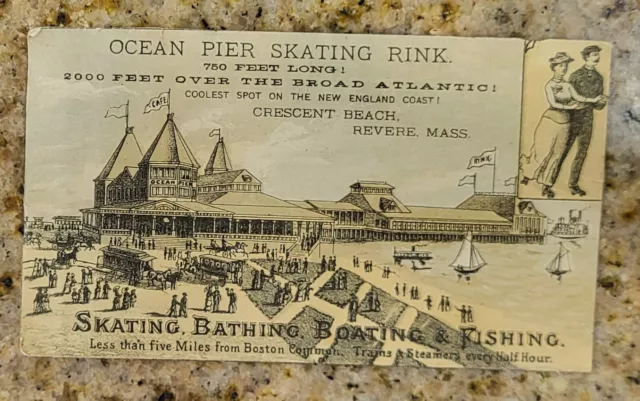 OCEAN PIER SKATING RINK.
750 FEET LONG!
2000 FEET OVER THE BROAD ATLANTIC!
COOLEST SPOT ON THE NEW ENGLAND COAST!
CRESCENT BEACH,
REVERE, MASS.
CAFE
RINK
OCEAN
SKATING, BATHING, BOATING & FISHING.
Less than five Miles from Boston Common. Trains & Steamers every Half Hour.